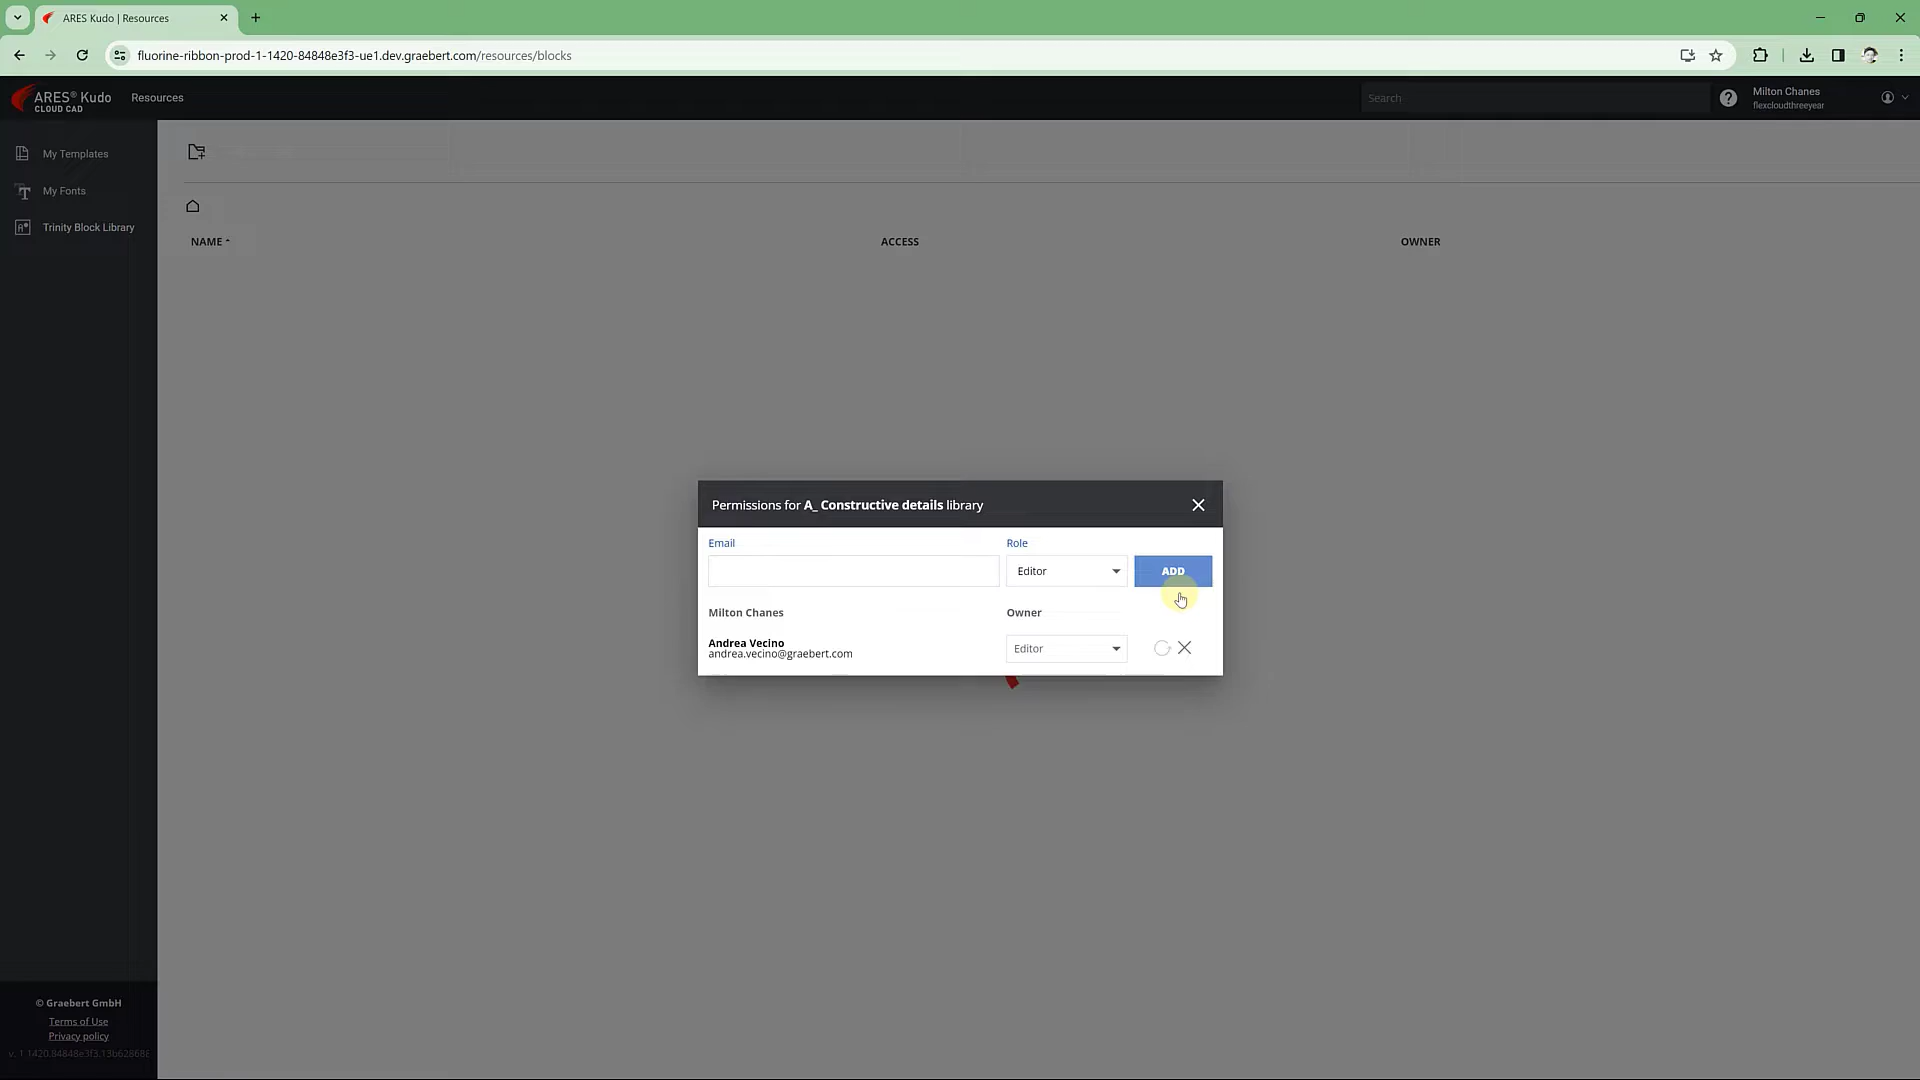 ARES Kudo | Resources
fluorine-ribbon-prod-1-1420-84848e3f3-ue1.dev.graebert.com/resources/blocks
ARES® Kudo
CLOUD CAD
Resources
Search
Milton Chanes
flexcloudthreeyear
My Templates
My Fonts
Trinity Block Library
NAME
ACCESS
OWNER
Permissions for A_ Constructive details library
Email
Role
Editor
ADD
Milton Chanes
Owner
Andrea Vecino
andrea.vecino@graebert.com
Editor
© Graebert GmbH
Terms of Use
Privacy policy